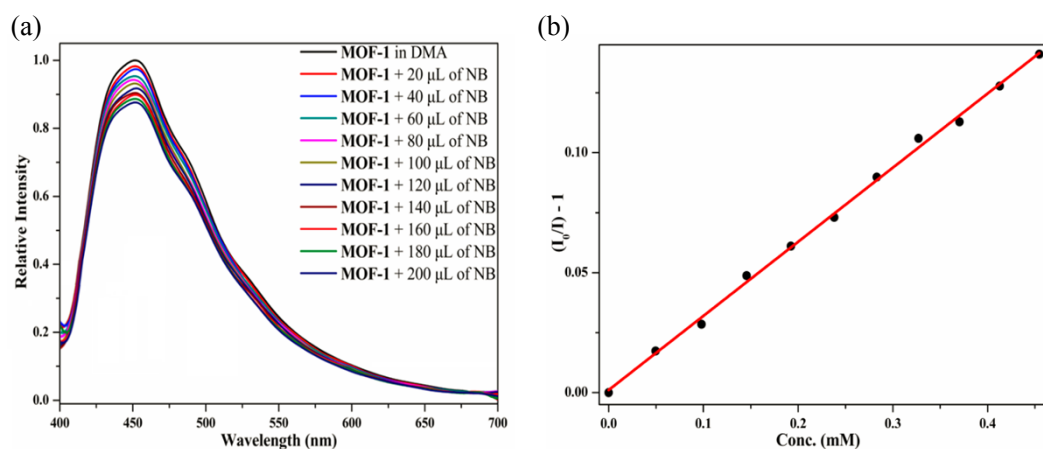 (a)
MOF-1 in DMA
MOF-1 + 20 μL of NB
MOF-1 + 40 μL of NB
MOF-1 + 60 μL of NB
MOF-1 + 80 μL of NB
MOF-1 + 100 μL of NB
MOF-1 + 120 μL of NB
MOF-1 + 140 μL of NB
MOF-1 + 160 μL of NB
MOF-1 + 180 μL of NB
MOF-1 + 200 μL of NB
Relative Intensity
1.0
0.8
0.6
0.4
0.2
0.0
400 450 500 550 600 650 700
Wavelength (nm)
(b)
(I₀/I) - 1
0.10
0.05
0.00
0.0 0.1 0.2 0.3 0.4
Conc. (mM)